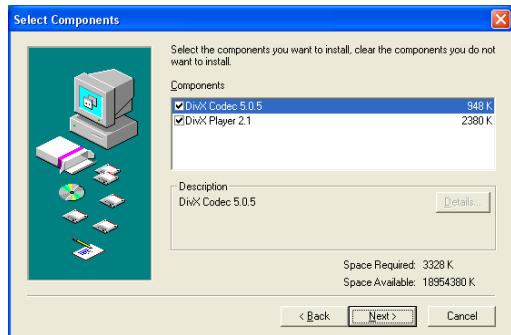 Select Components
Select the components you want to install, clear the components you do not
want to install.
Components
DivX Codec 5.0.5 948 K
DivX Player 2.1 2380 K
Description
DivX Codec 5.0.5
Details...
Space Required: 3328 K
Space Available: 18954380 K
< Back Next > Cancel